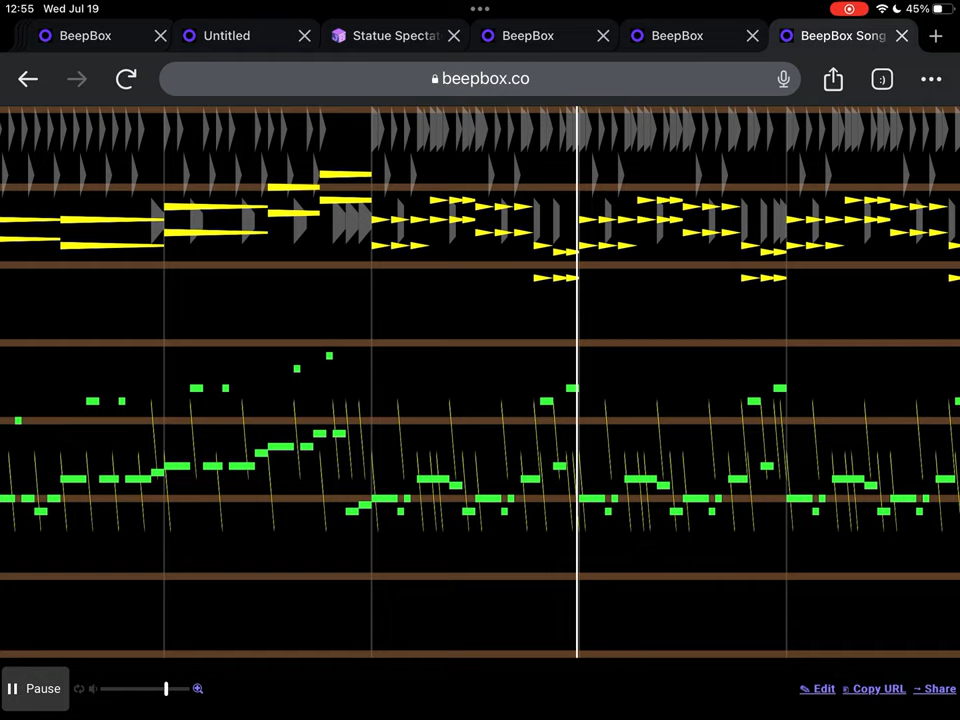 12:55 Wed Jul 19
45%
BeepBox
Untitled
Statue Spectat
BeepBox
BeepBox
BeepBox Song
beepbox.co
:)
Pause
Edit
Copy URL
Share